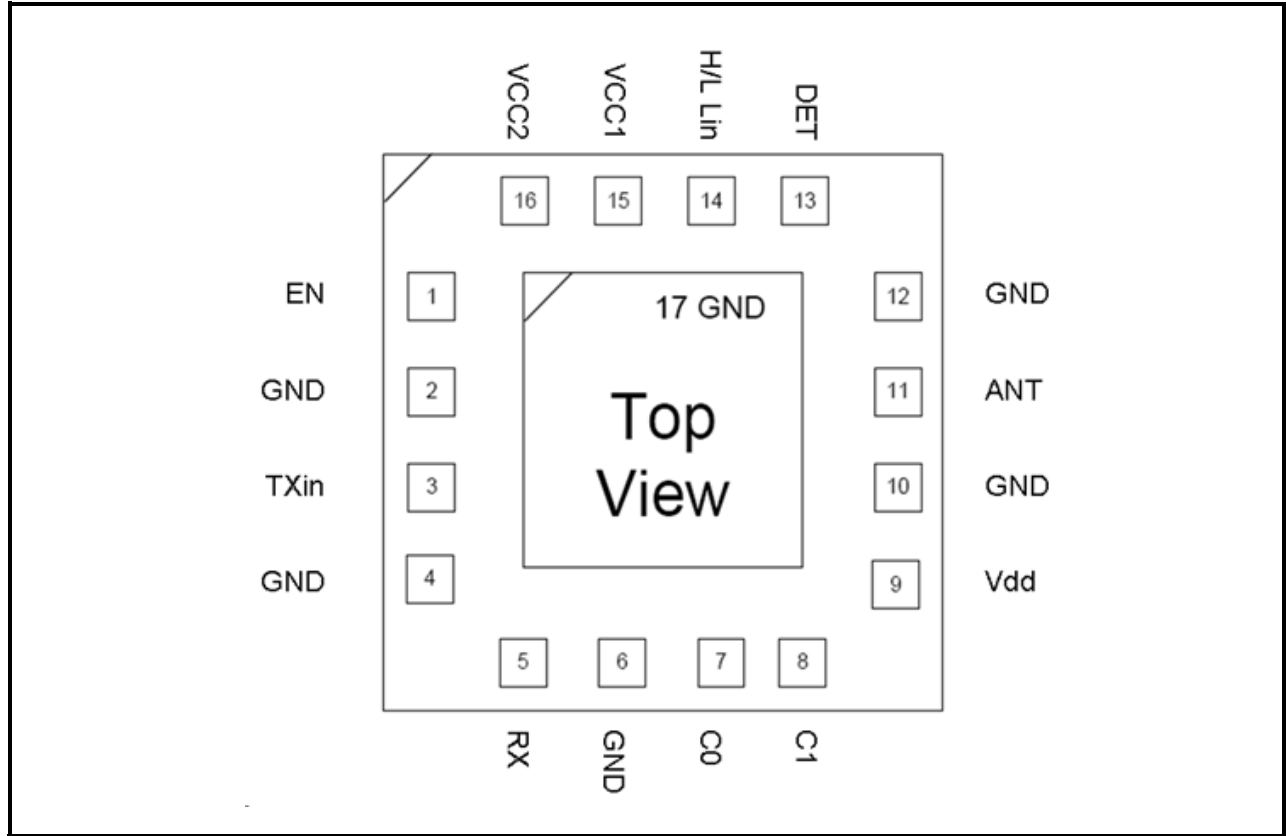 VCC2
VCC1
H/L Lin
DET
16
15
14
13
EN
1
17 GND
12
GND
GND
2
Top
11
ANT
TXin
3
View
10
GND
GND
4
9
Vdd
5
6
7
8
RX
GND
C0
C1